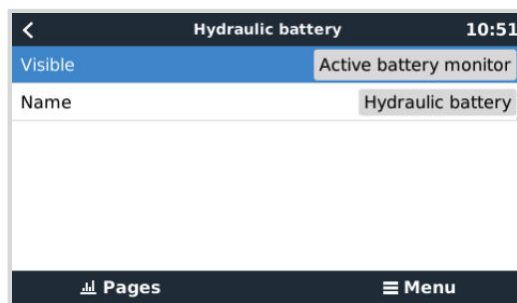 Hydraulic battery 10:51
Visible Active battery monitor
Name Hydraulic battery
Pages Menu